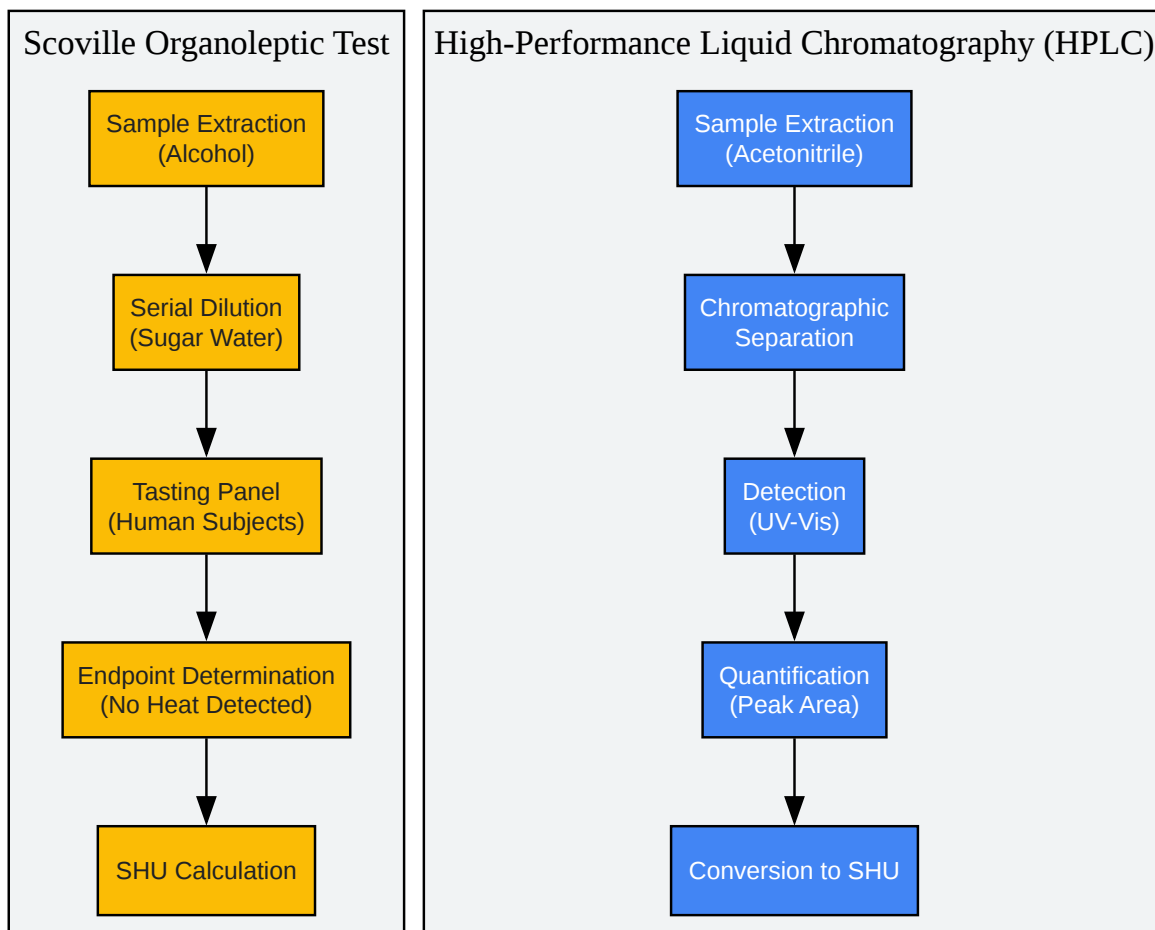 Scoville Organoleptic Test
Sample Extraction
(Alcohol)
Serial Dilution
(Sugar Water)
Tasting Panel
(Human Subjects)
Endpoint Determination
(No Heat Detected)
SHU Calculation
High-Performance Liquid Chromatography (HPLC)
Sample Extraction
(Acetonitrile)
Chromatographic
Separation
Detection
(UV-Vis)
Quantification
(Peak Area)
Conversion to SHU